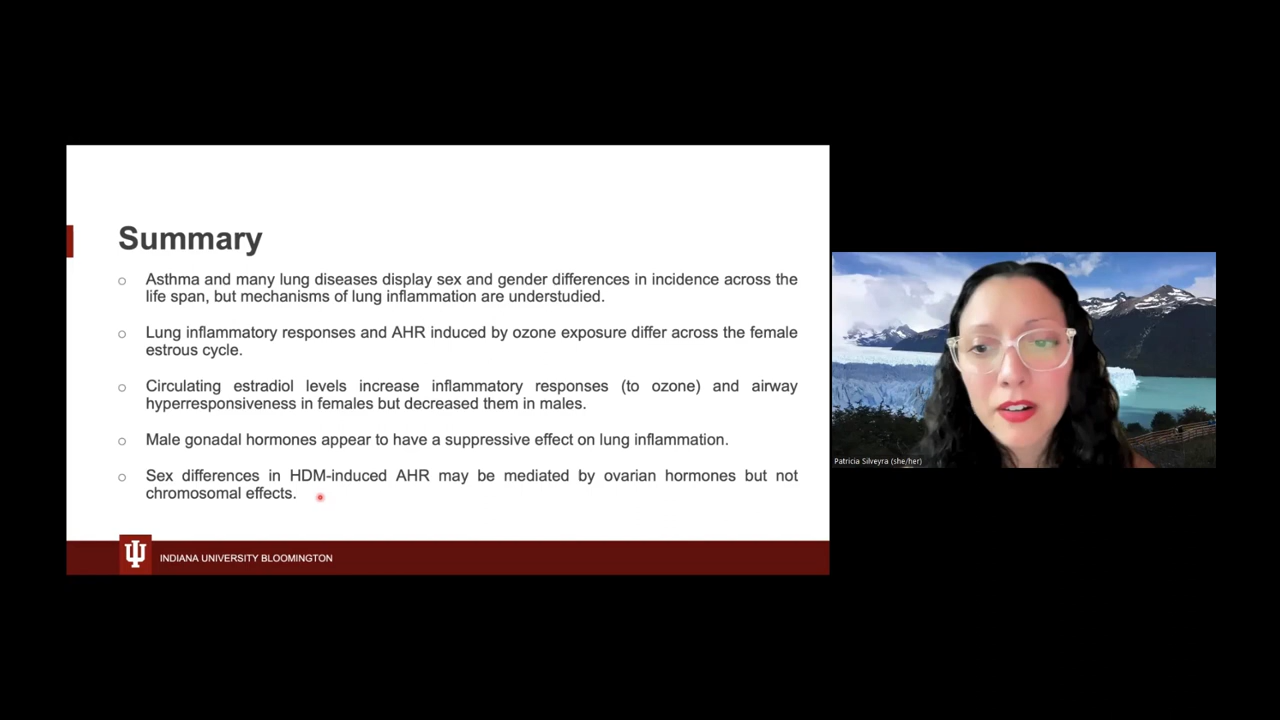 Summary
Asthma and many lung diseases display sex and gender differences in incidence across the
life span, but mechanisms of lung inflammation are understudied.
Lung inflammatory responses and AHR induced by ozone exposure differ across the female
estrous cycle.
Circulating estradiol levels increase inflammatory responses (to ozone) and airway
hyperresponsiveness in females but decreased them in males.
Male gonadal hormones appear to have a suppressive effect on lung inflammation.
Sex differences in HDM-induced AHR may be mediated by ovarian hormones but not
chromosomal effects.
INDIANA UNIVERSITY BLOOMINGTON
Patricia Silveyra (she/her)